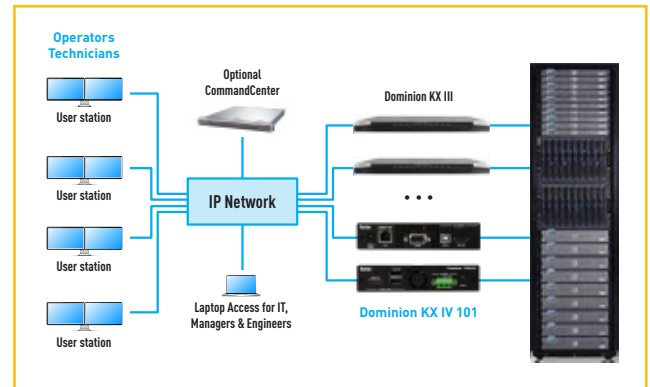 Operators
Technicians
User station
User station
User station
User station
Optional
CommandCenter
IP Network
Laptop Access for IT,
Managers & Engineers
Dominion KX III
• • •
Dominion KX IV 101